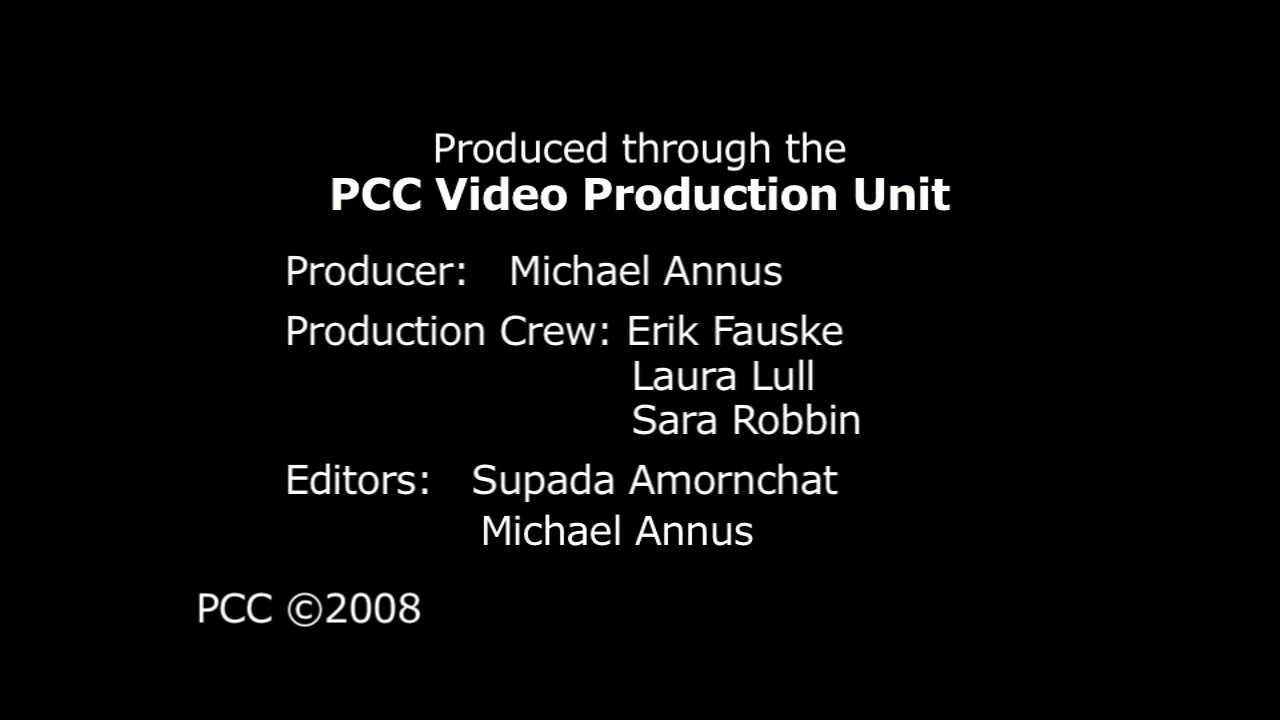 Produced through the
PCC Video Production Unit
Producer: Michael Annus
Production Crew: Erik Fauske
Laura Lull
Sara Robbin
Editors: Supada Amornchat
Michael Annus
PCC ©2008